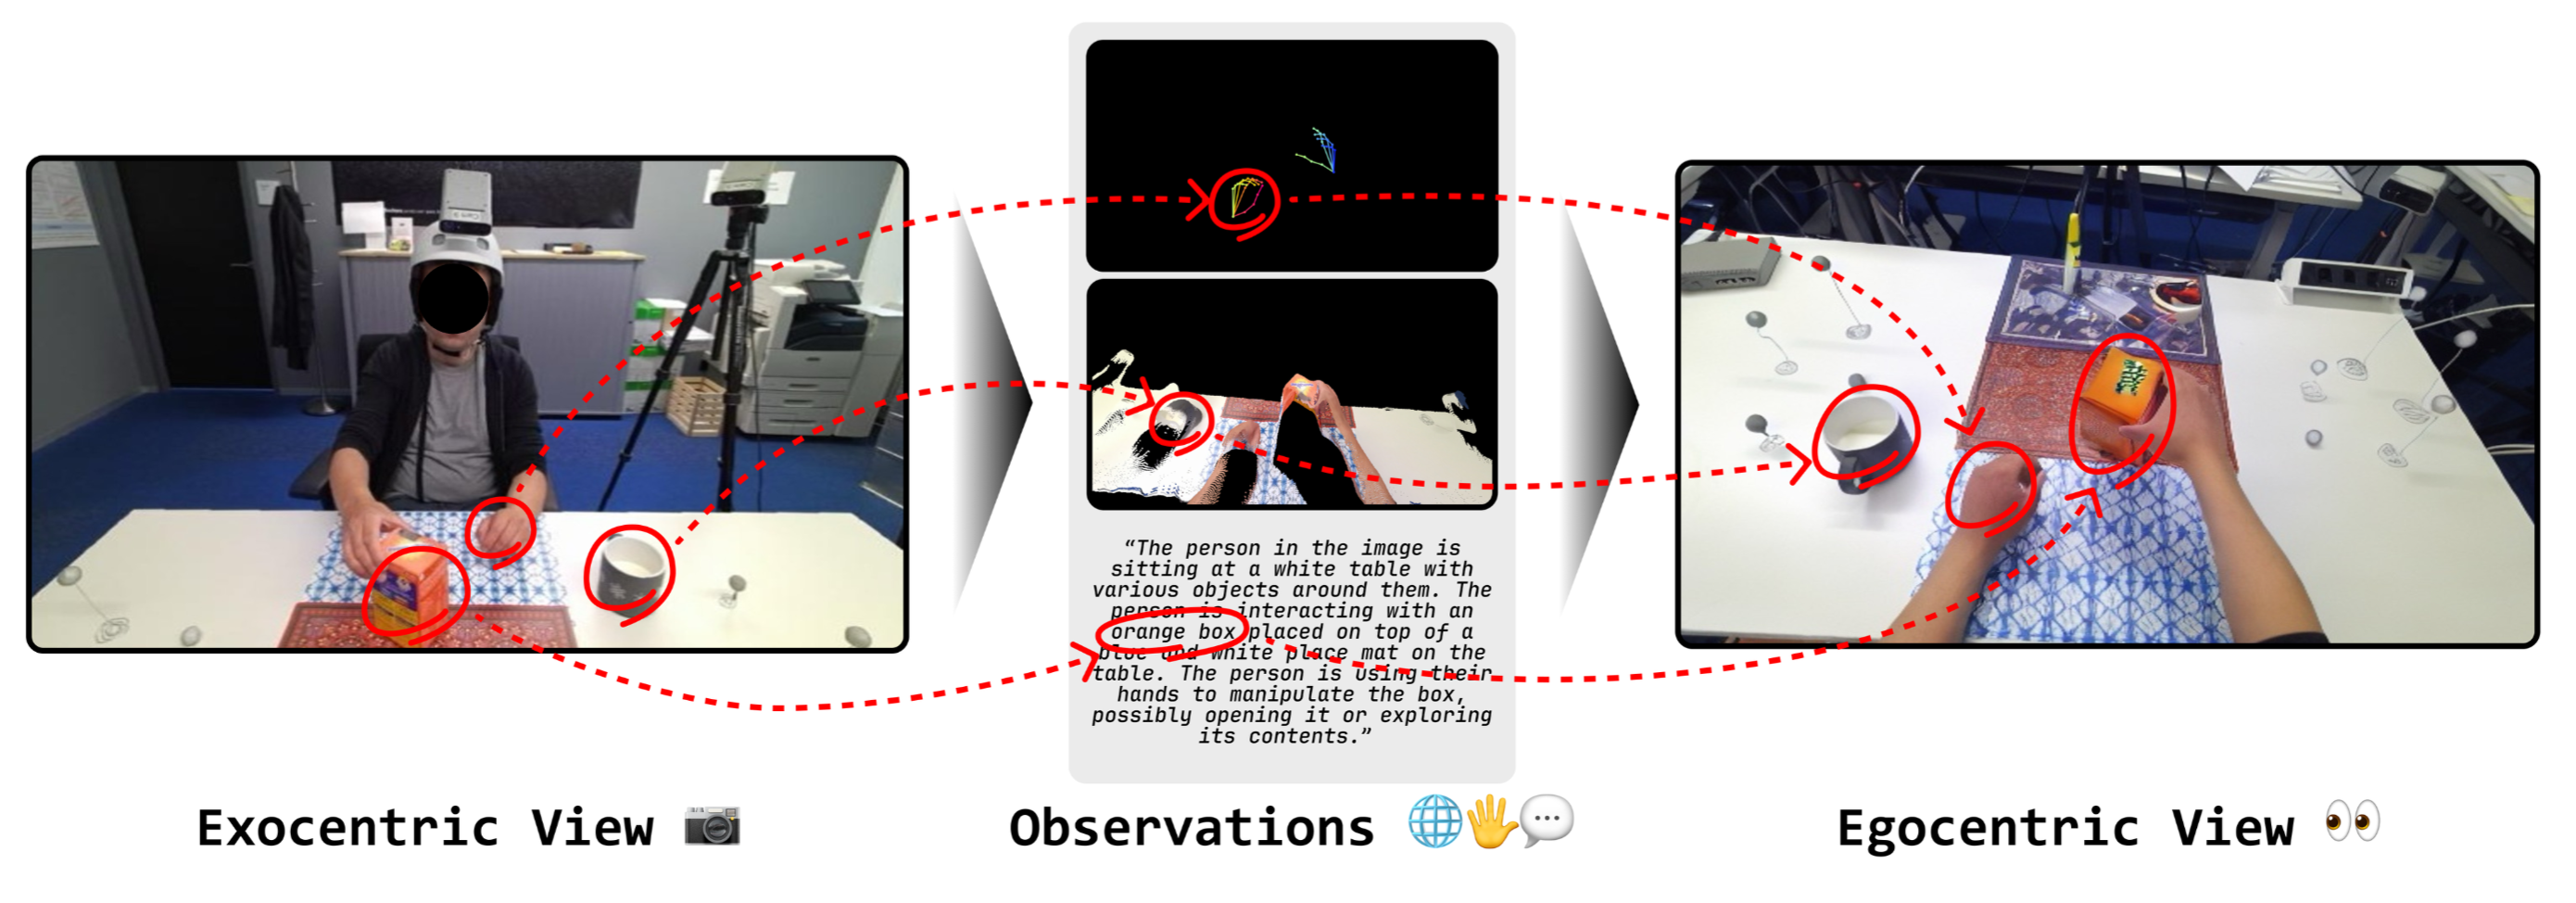 “The person in the image is
sitting at a white table with
various objects around them. The
person is interacting with an
orange box placed on top of a
blue and white place mat on the
table. The person is using their
hands to manipulate the box,
possibly opening it or exploring
its contents.”
Exocentric View 📷
Observations 🌐🖐💬
Egocentric View 👀